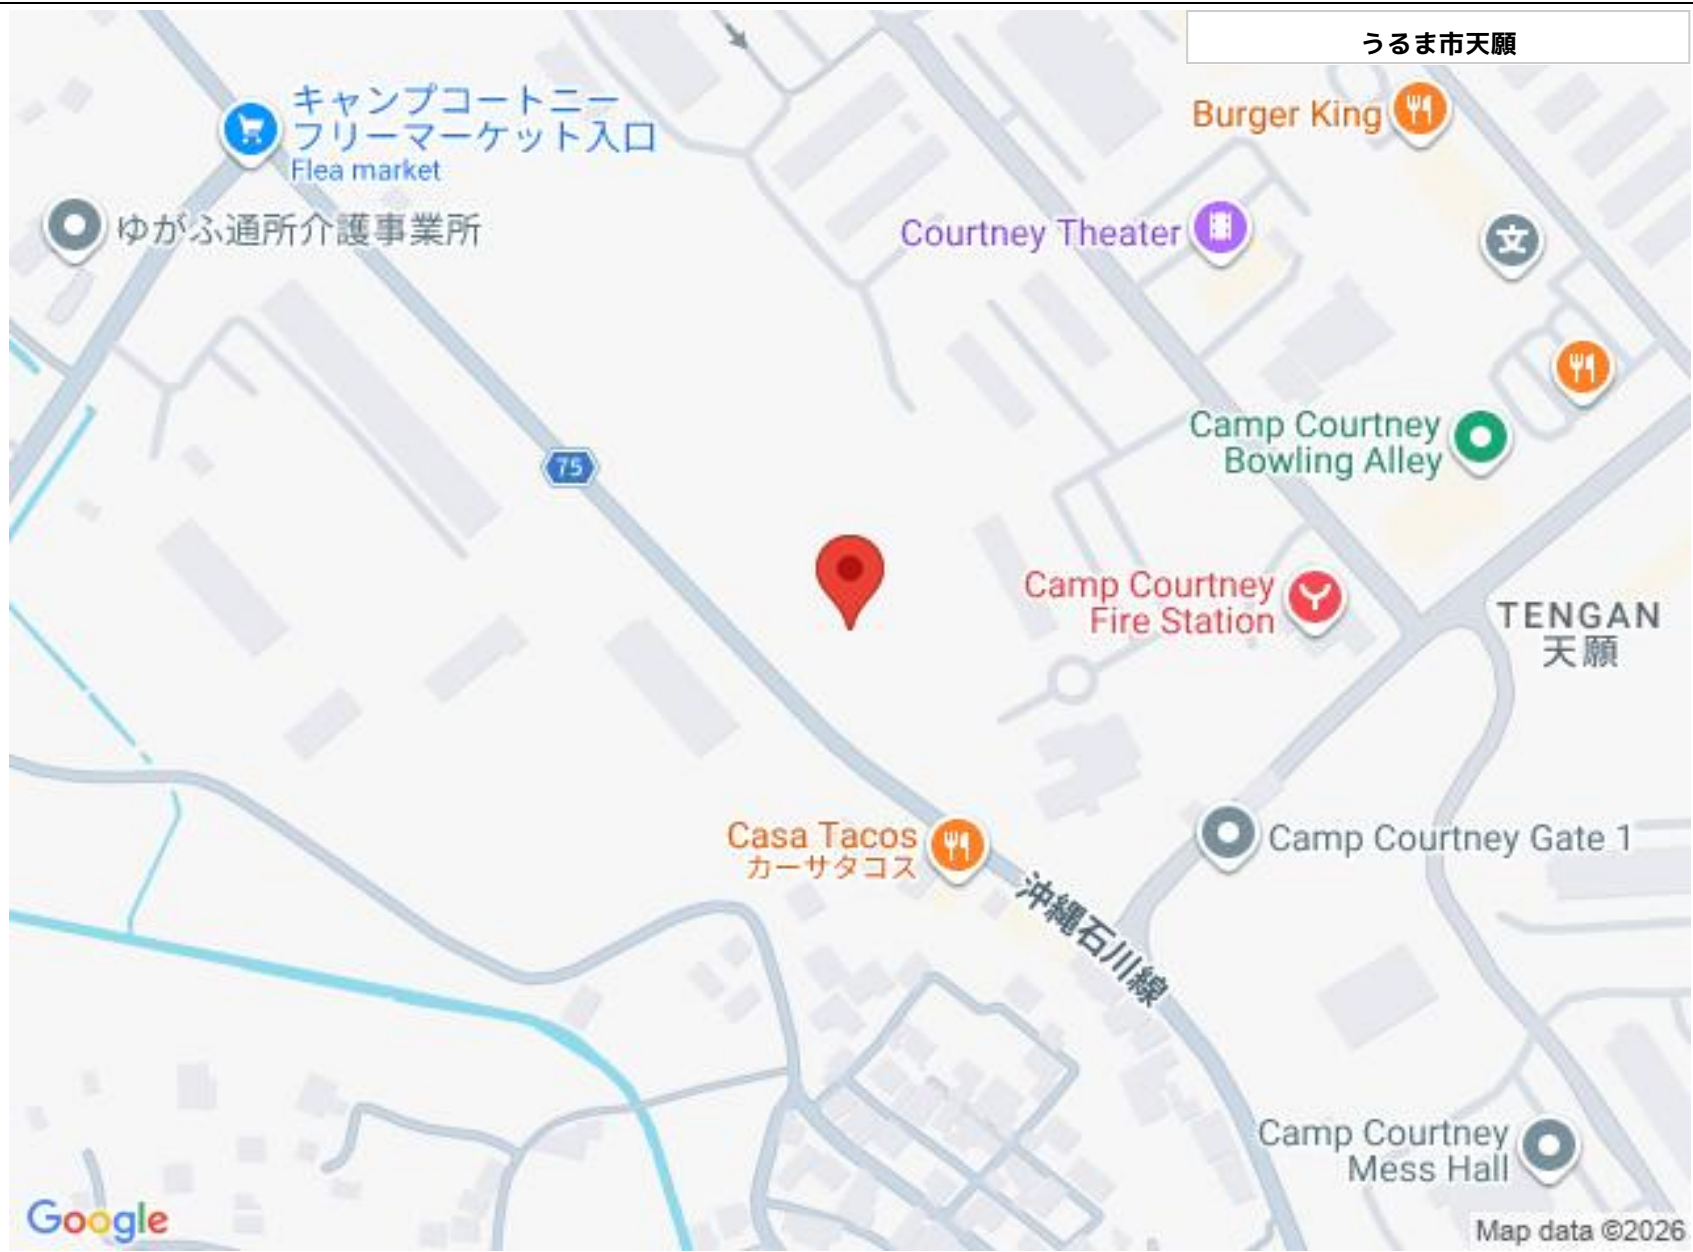 うるま市天願
キャンプコートニー
フリーマーケット入口
Flea market
Burger King
ゆがふ通所介護事業所
Courtney Theater
文
Camp Courtney
Bowling Alley
75
Camp Courtney
Fire Station
TENGAN
天願
Casa Tacos
カーサタコス
Camp Courtney Gate 1
沖縄石川線
Camp Courtney
Mess Hall
Google
Map data ©2026